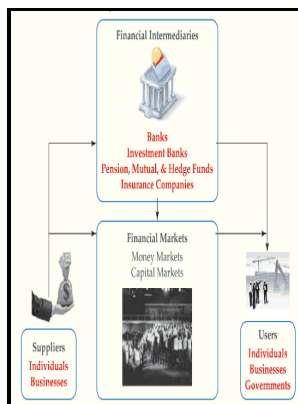 Financial Intermediaries
Banks
Investment Banks
Pension, Mutual, & Hedge Funds
Insurance Companies
Financial Markets
Money Markets
Capital Markets
Suppliers
Individuals
Businesses
Users
Individuals
Businesses
Governments